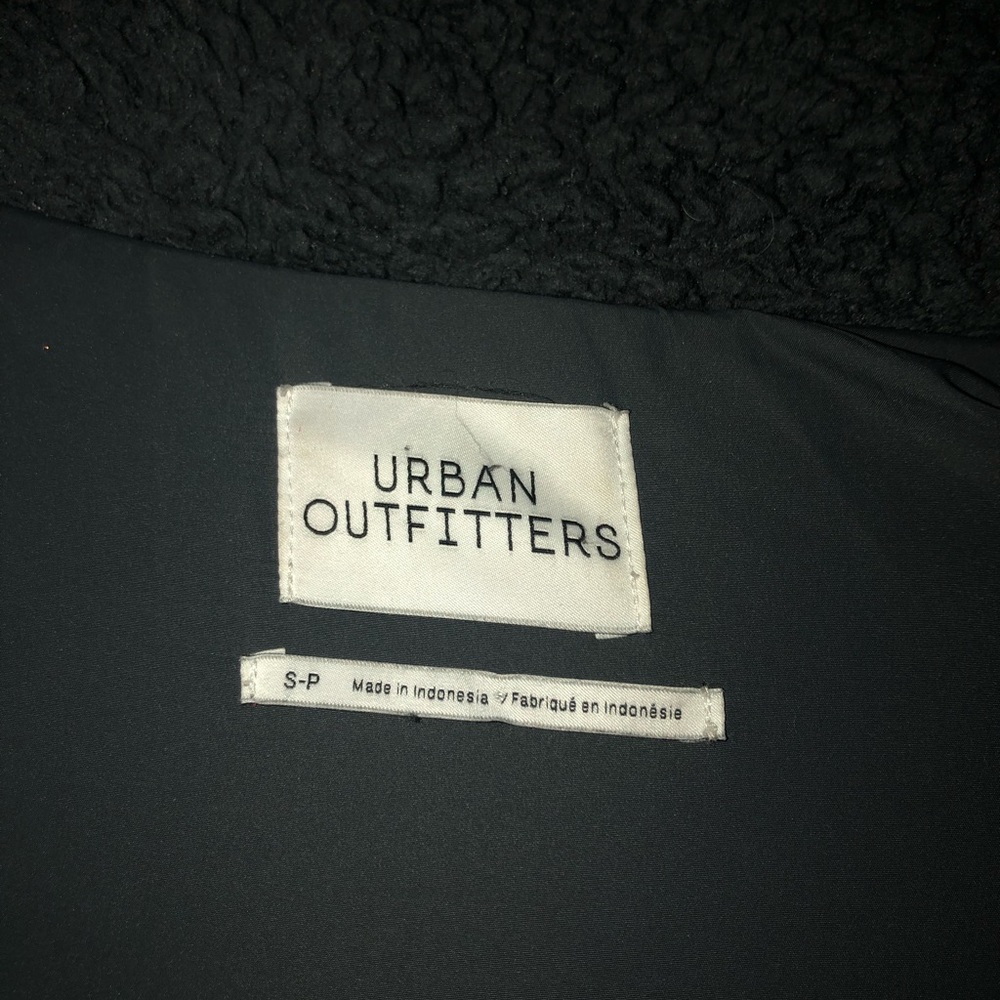 URBAN
OUTFITTERS
S-P Made in Indonesia / Fabriqué en Indonésie